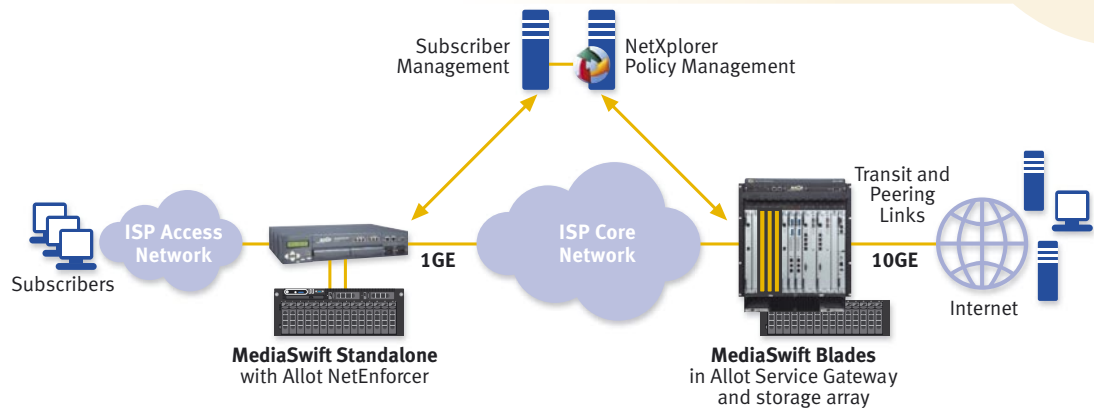 Subscriber
Management
NetXplorer
Policy Management
Subscribers
ISP Access
Network
1GE
ISP Core
Network
Transit and
Peering
Links
10GE
Internet
MediaSwift Standalone
with Allot NetEnforcer
MediaSwift Blades
in Allot Service Gateway
and storage array